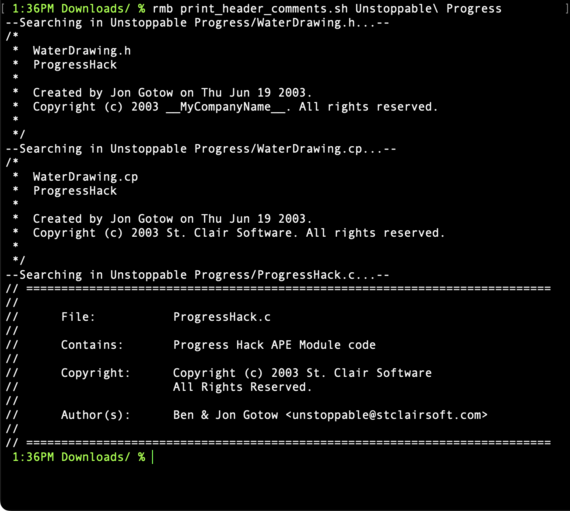 [ 1:36PM Downloads/ % rmb print_header_comments.sh Unstoppable\ Progress ]
--Searching in Unstoppable Progress/WaterDrawing.h...--
/*
 *  WaterDrawing.h
 *  ProgressHack
 *
 *  Created by Jon Gotow on Thu Jun 19 2003.
 *  Copyright (c) 2003 __MyCompanyName__. All rights reserved.
 *
 */
--Searching in Unstoppable Progress/WaterDrawing.cp...--
/*
 *  WaterDrawing.cp
 *  ProgressHack
 *
 *  Created by Jon Gotow on Thu Jun 19 2003.
 *  Copyright (c) 2003 St. Clair Software. All rights reserved.
 *
 */
--Searching in Unstoppable Progress/ProgressHack.c...--
// ===========================================================================
//
//      File:           ProgressHack.c
//
//      Contains:       Progress Hack APE Module code
//
//      Copyright:      Copyright (c) 2003 St. Clair Software
//                      All Rights Reserved.
//
//      Author(s):      Ben & Jon Gotow <unstoppable@stclairsoft.com>
//
// ===========================================================================
 1:36PM Downloads/ %